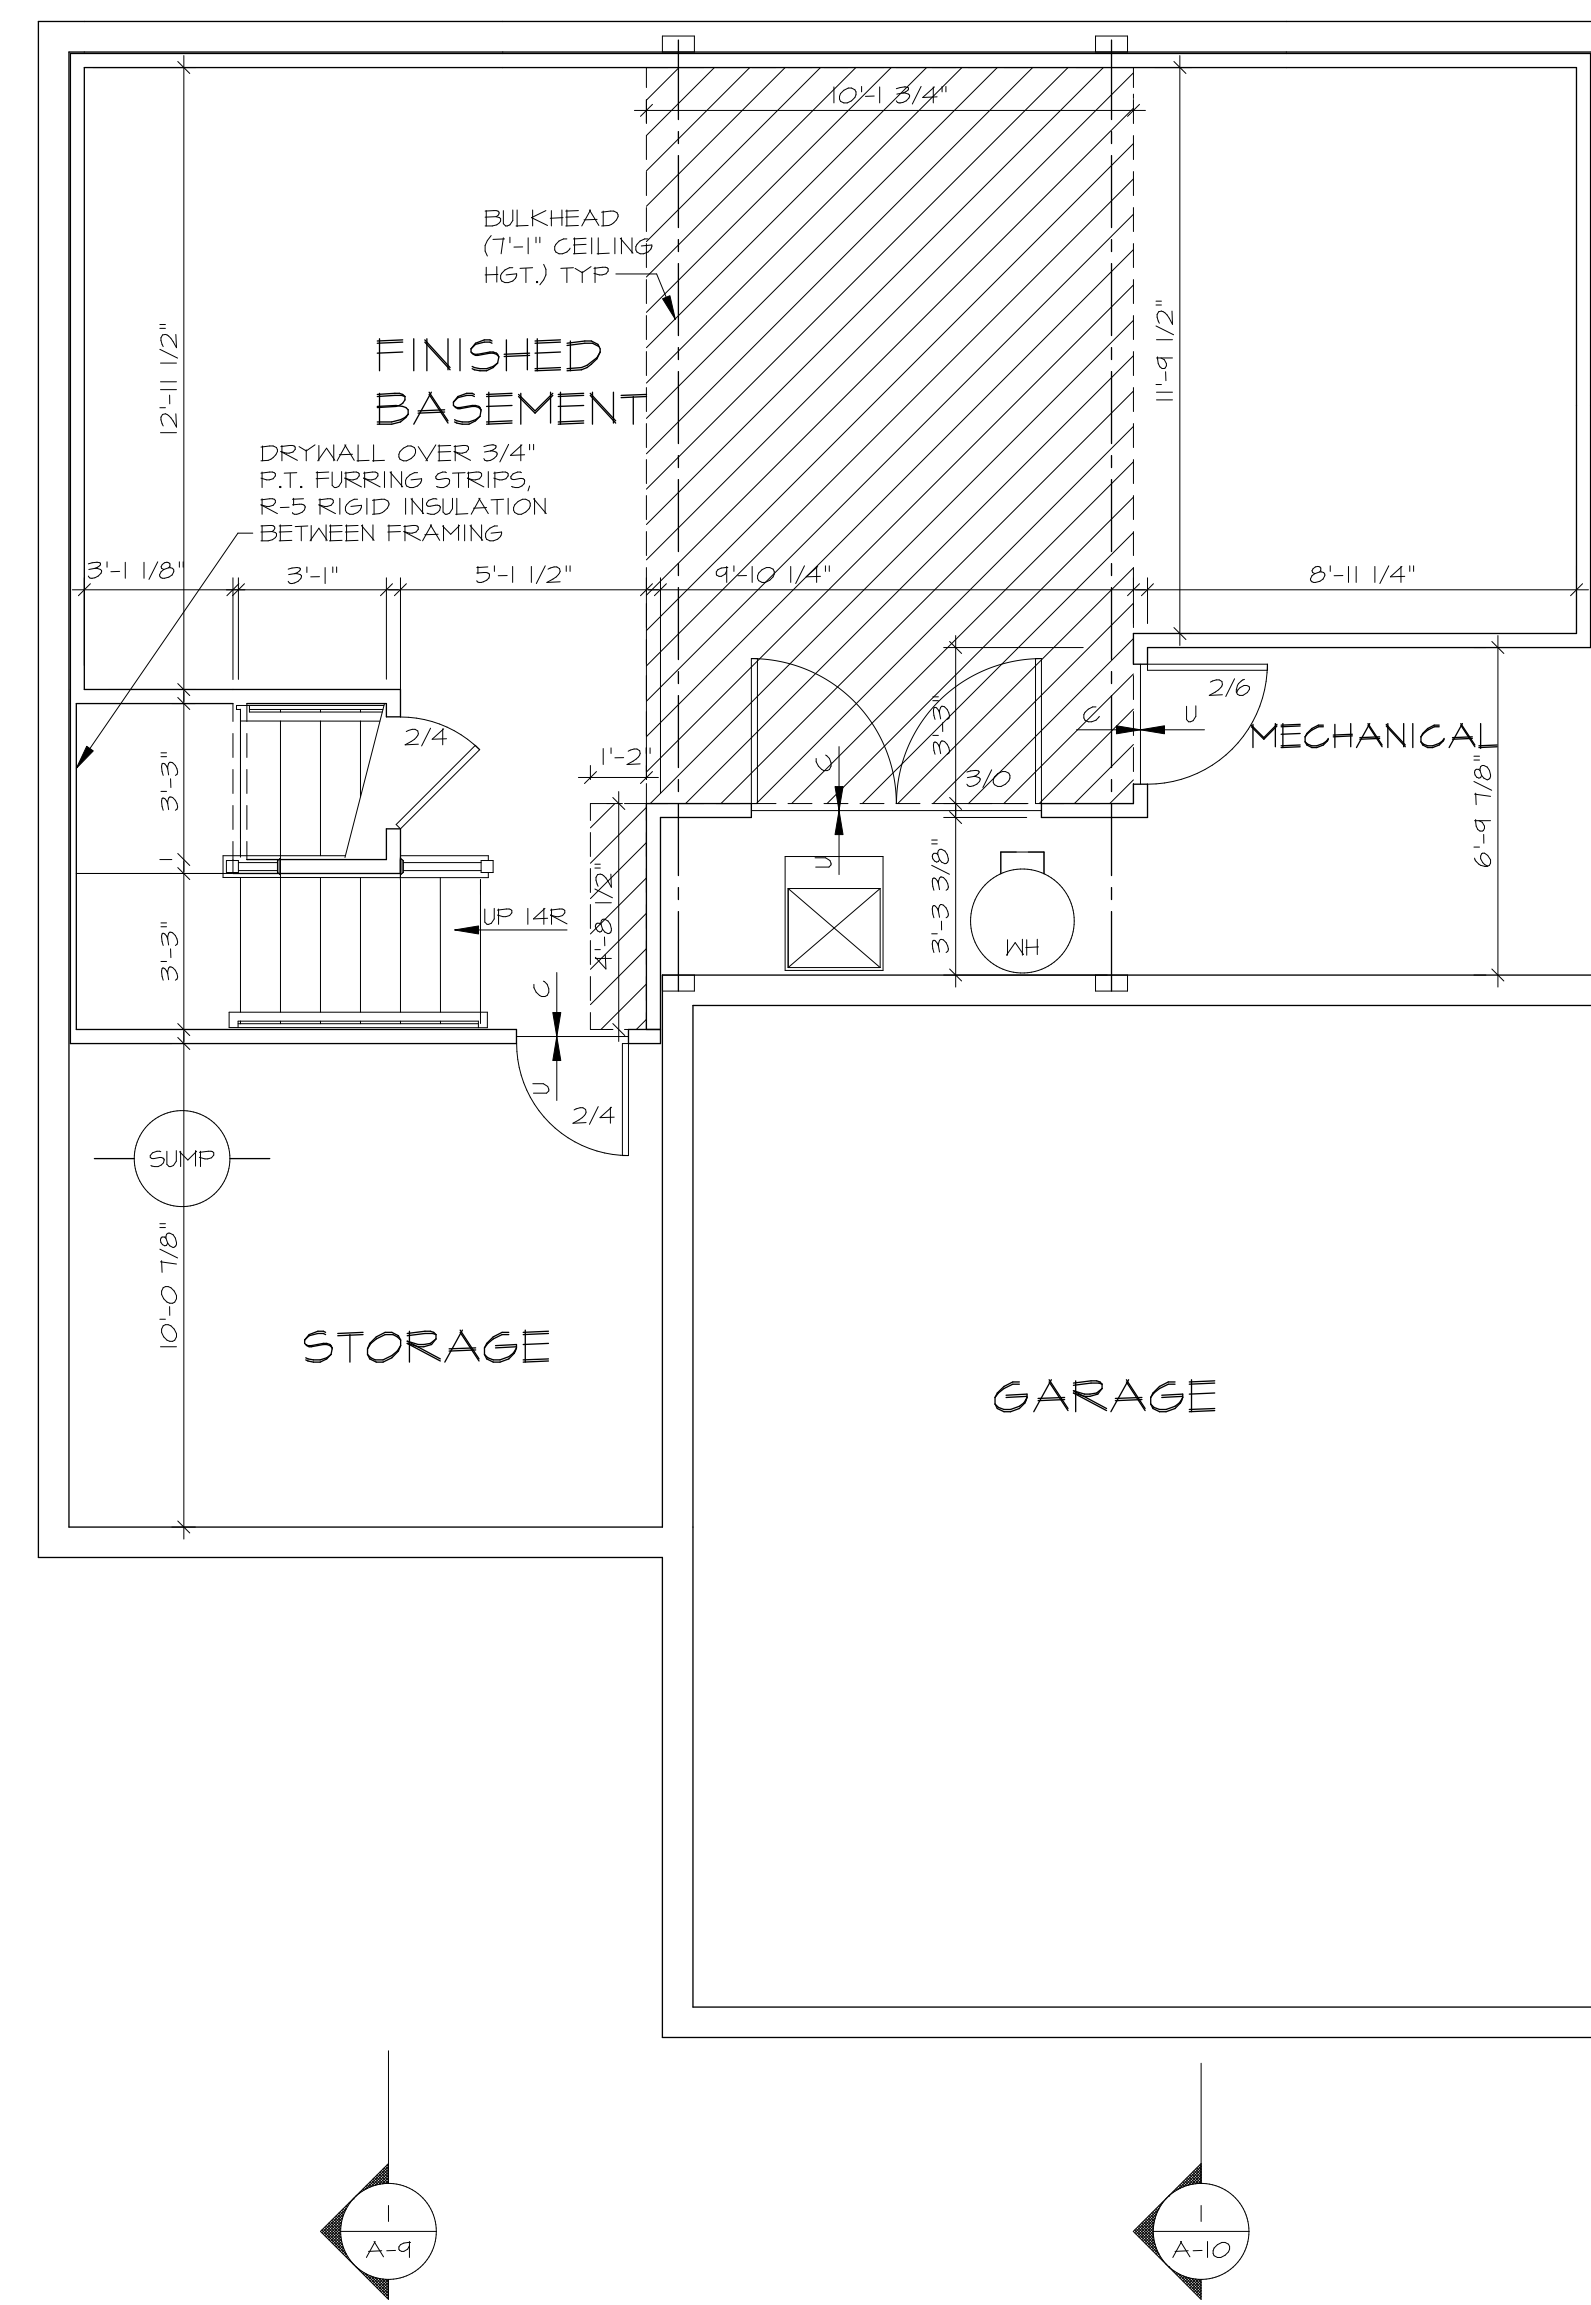 10'-1 3/4"
BULKHEAD
(7'-1" CEILING
HGT.) TYP
12'-11 1/2"
11'-9 1/2"
FINISHED
BASEMENT
DRYWALL OVER 3/4"
P.T. FURRING STRIPS,
R-5 RIGID INSULATION
BETWEEN FRAMING
3'-1 1/8"
3'-1"
5'-1 1/2"
9'-10 1/4"
8'-11 1/4"
2/6
C
U
MECHANICAL
2/4
3'-3"
1'-2"
3'-3"
C
3/0
6'-9 7/8"
1
U
4'-8 1/2"
3'-3 3/8"
UP 14R
3'-3"
WH
C
U
2/4
SUMP
10'-0 7/8"
STORAGE
GARAGE
1
A-9
1
A-10